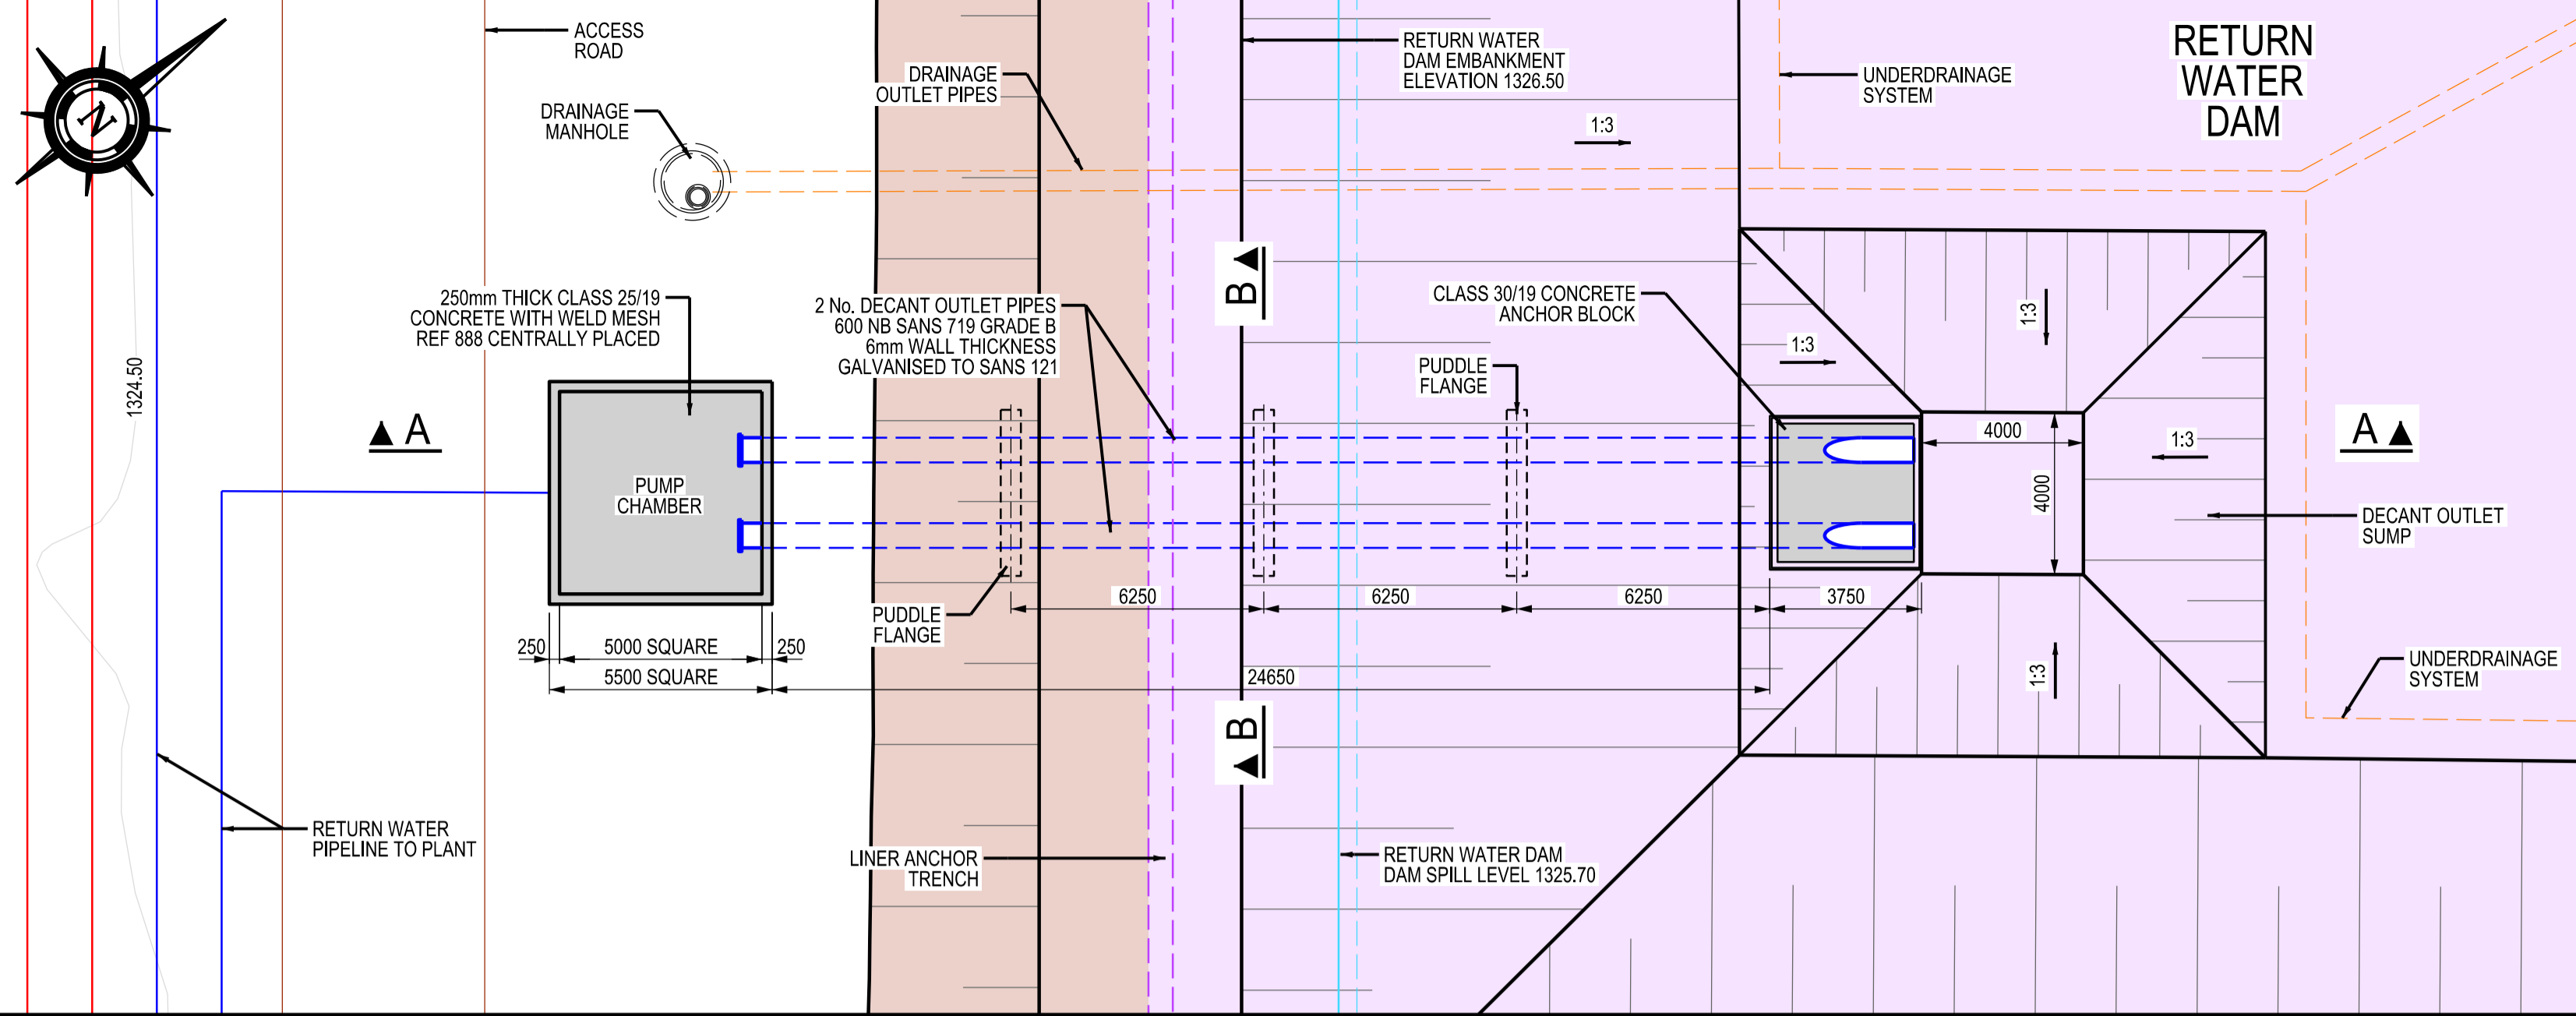 ACCESS
ROAD
DRAINAGE
OUTLET PIPES
RETURN WATER
DAM EMBANKMENT
ELEVATION 1326.50
UNDERDRAINAGE
SYSTEM
RETURN
WATER
DAM
DRAINAGE
MANHOLE
N
1:3
B
250mm THICK CLASS 25/19
CONCRETE WITH WELD MESH
REF 888 CENTRALLY PLACED
2 No. DECANT OUTLET PIPES
600 NB SANS 719 GRADE B
6mm WALL THICKNESS
GALVANISED TO SANS 121
CLASS 30/19 CONCRETE
ANCHOR BLOCK
1:3
1:3
PUDDLE
FLANGE
1324.50
A
4000
4000
1:3
A
PUMP
CHAMBER
DECANT OUTLET
SUMP
6250
6250
6250
3750
PUDDLE
FLANGE
250
5000 SQUARE
250
5500 SQUARE
24650
1:3
UNDERDRAINAGE
SYSTEM
B
RETURN WATER
PIPELINE TO PLANT
LINER ANCHOR
TRENCH
RETURN WATER DAM
DAM SPILL LEVEL 1325.70